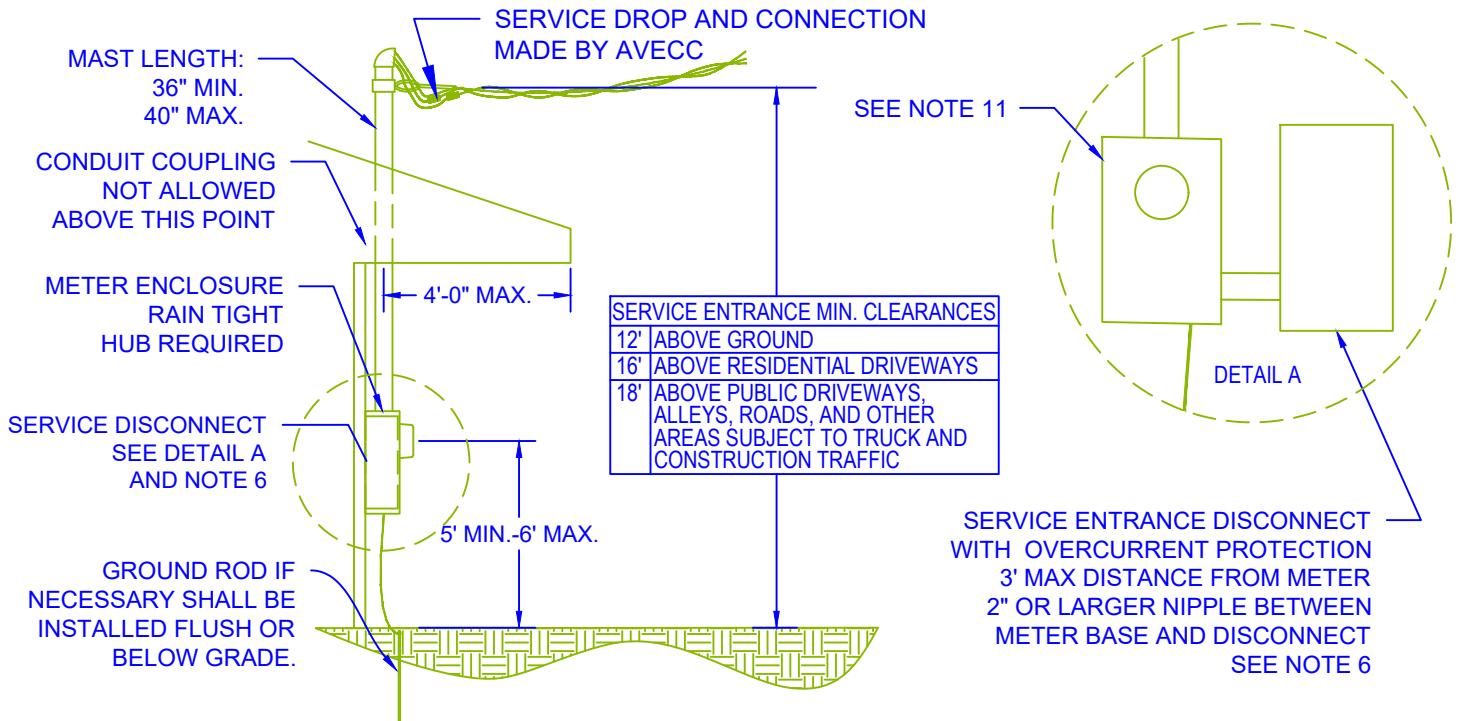 SERVICE DROP AND CONNECTION
MADE BY AVECC
MAST LENGTH:
36" MIN.
40" MAX.
CONDUIT COUPLING
NOT ALLOWED
ABOVE THIS POINT
METER ENCLOSURE
RAIN TIGHT
HUB REQUIRED
4'-0" MAX.
SERVICE DISCONNECT
SEE DETAIL A
AND NOTE 6
5' MIN.-6' MAX.
GROUND ROD IF
NECESSARY SHALL BE
INSTALLED FLUSH OR
BELOW GRADE.
SERVICE ENTRANCE MIN. CLEARANCES
12' ABOVE GROUND
16' ABOVE RESIDENTIAL DRIVEWAYS
18' ABOVE PUBLIC DRIVEWAYS,
ALLEYS, ROADS, AND OTHER
AREAS SUBJECT TO TRUCK AND
CONSTRUCTION TRAFFIC
SEE NOTE 11
DETAIL A
SERVICE ENTRANCE DISCONNECT
WITH OVERCURRENT PROTECTION
3' MAX DISTANCE FROM METER
2" OR LARGER NIPPLE BETWEEN
METER BASE AND DISCONNECT
SEE NOTE 6